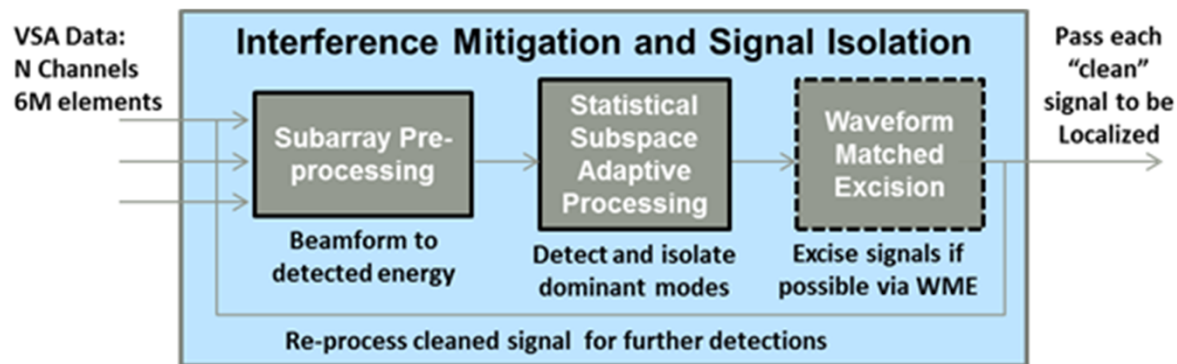 VSA Data:
N Channels
6M elements
Interference Mitigation and Signal Isolation
Subarray Pre-
processing
Beamform to
detected energy
Statistical
Subspace
Adaptive
Processing
Detect and isolate
dominant modes
Waveform
Matched
Excision
Excise signals if
possible via WME
Re-process cleaned signal for further detections
Pass each
“clean”
signal to be
Localized